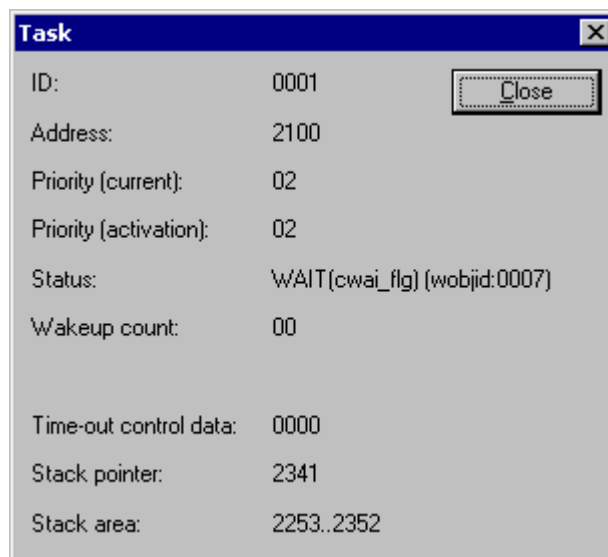 Task
ID: 0001 Close
Address: 2100
Priority (current): 02
Priority (activation): 02
Status: WAIT(cwai_flg) (wobjid:0007)
Wakeup count: 00
Time-out control data: 0000
Stack pointer: 2341
Stack area: 2253..2352